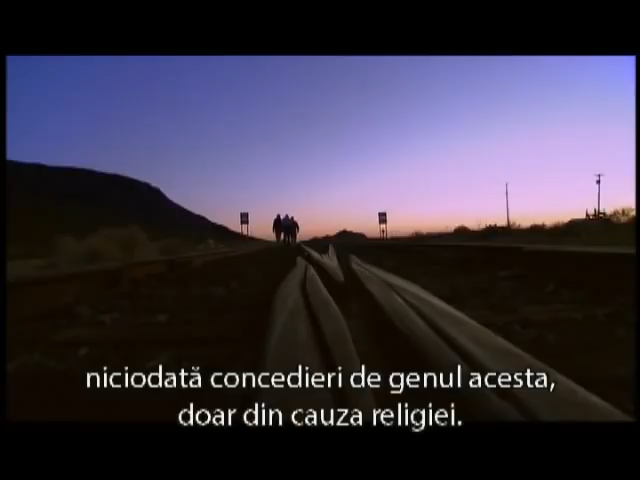 niciodată concedieri de genul acesta,
doar din cauza religiei.